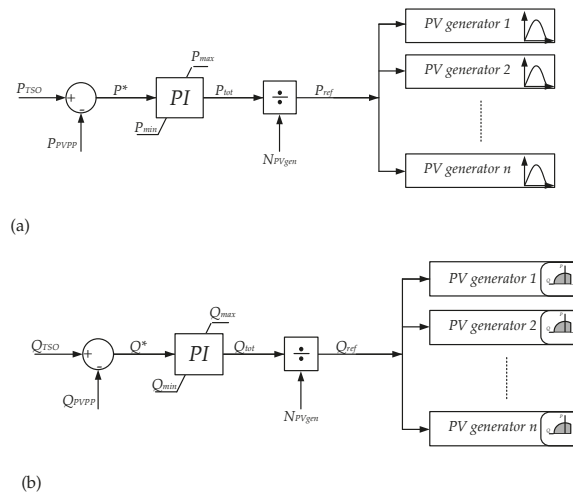 PV generator 1
PV generator 2
PV generator n
P_TSO
P*
P_max
PI
P_min
P_tot
÷
P_ref
+
-
P_PVPP
N_PVgen
(a)
PV generator 1
P
Q
PV generator 2
P
Q
PV generator n
P
Q
Q_TSO
Q*
Q_max
PI
Q_min
Q_tot
÷
Q_ref
+
-
Q_PVPP
N_PVgen
(b)